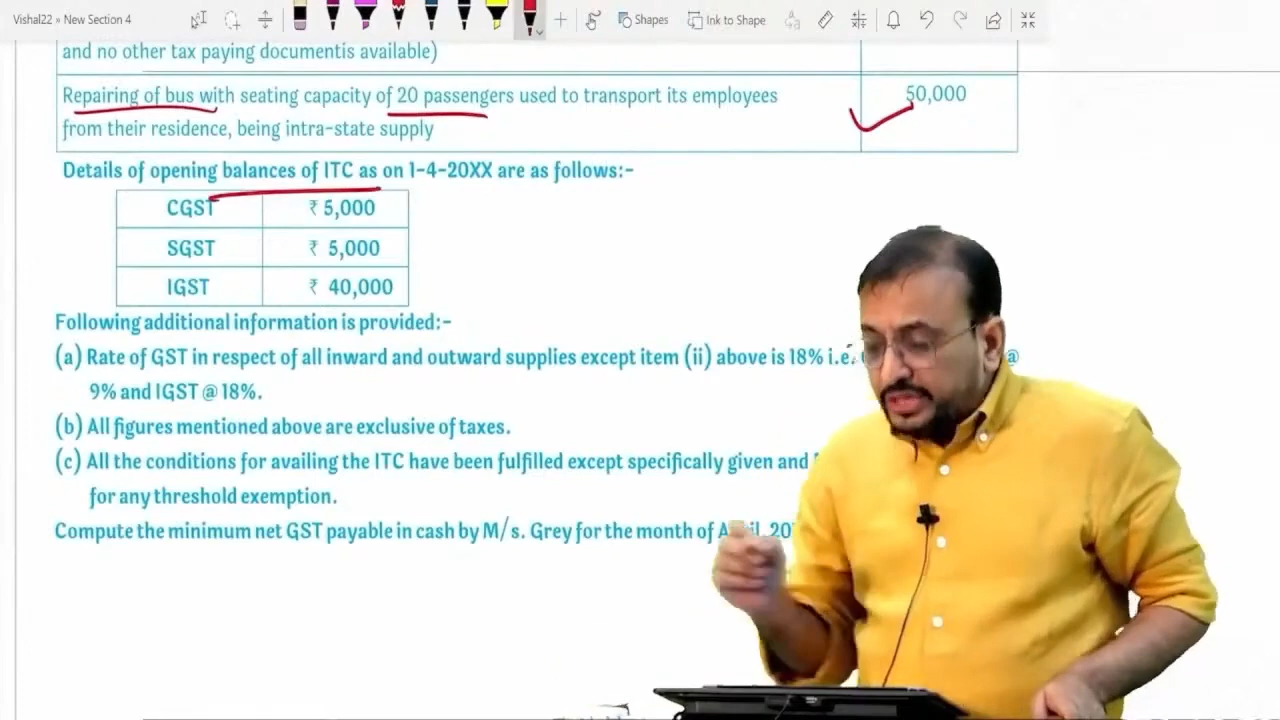 Vishal22 » New Section 4
Shapes
Ink to Shape
and no other tax paying documentis available)
Repairing of bus with seating capacity of 20 passengers used to transport its employees
from their residence, being intra-state supply
50,000
Details of opening balances of ITC as on 1-4-20XX are as follows:-
CGST ₹ 5,000
SGST ₹ 5,000
IGST ₹ 40,000
Following additional information is provided:-
(a) Rate of GST in respect of all inward and outward supplies except item (ii) above is 18% i.e. @
9% and IGST @ 18%.
(b) All figures mentioned above are exclusive of taxes.
(c) All the conditions for availing the ITC have been fulfilled except specifically given and
for any threshold exemption.
Compute the minimum net GST payable in cash by M/s. Grey for the month of